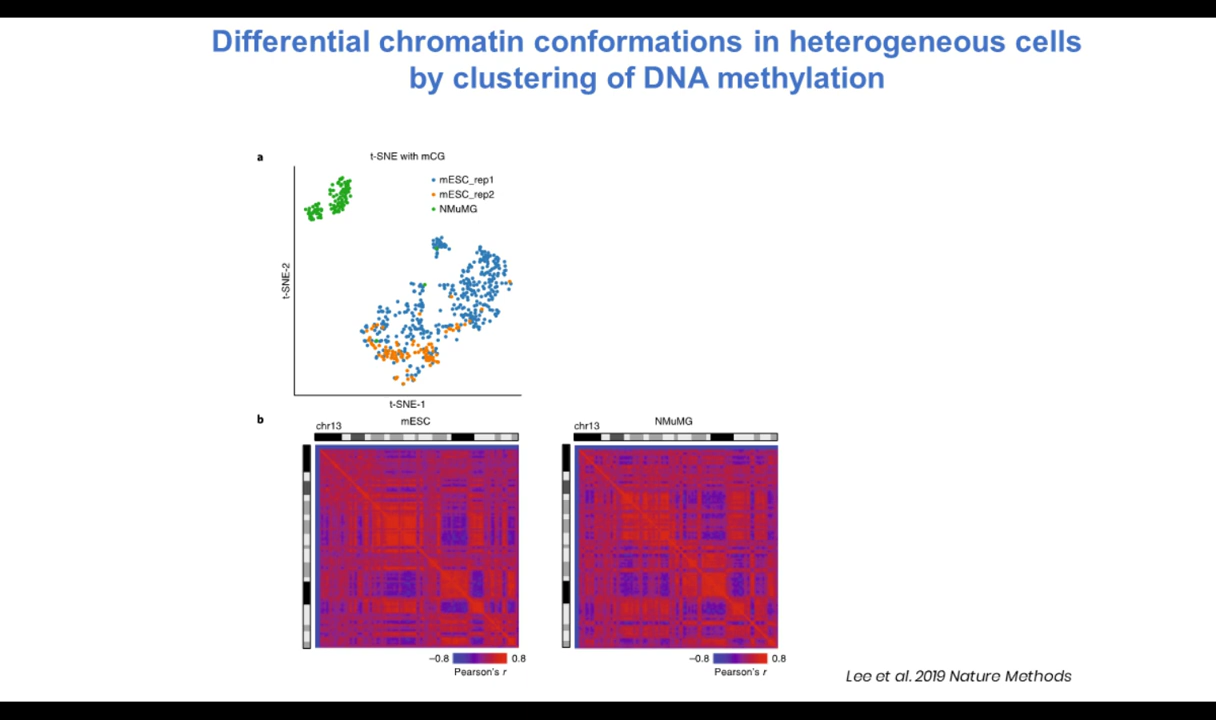 Differential chromatin conformations in heterogeneous cells
by clustering of DNA methylation
a
t-SNE with mCG
mESC_rep1
mESC_rep2
NMuMG
t-SNE-2
t-SNE-1
b
chr13
mESC
chr13
NMuMG
−0.8 0.8
Pearson's r
−0.8 0.8
Pearson's r
Lee et al. 2019 Nature Methods